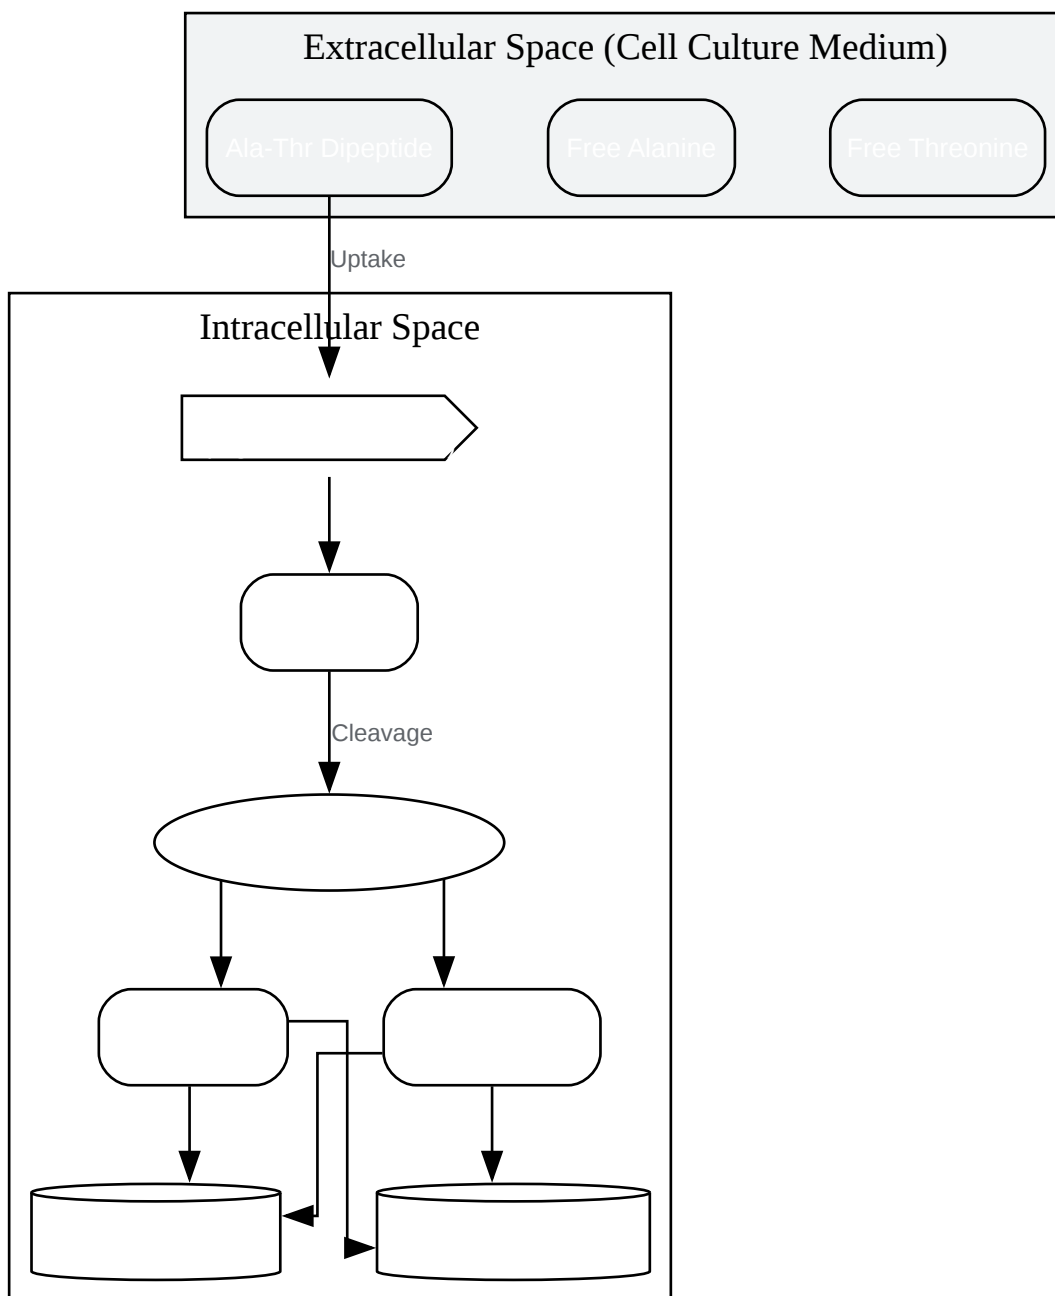 Extracellular Space (Cell Culture Medium)
Ala-Thr Dipeptide
Free Alanine
Free Threonine
Uptake
Intracellular Space
Cleavage